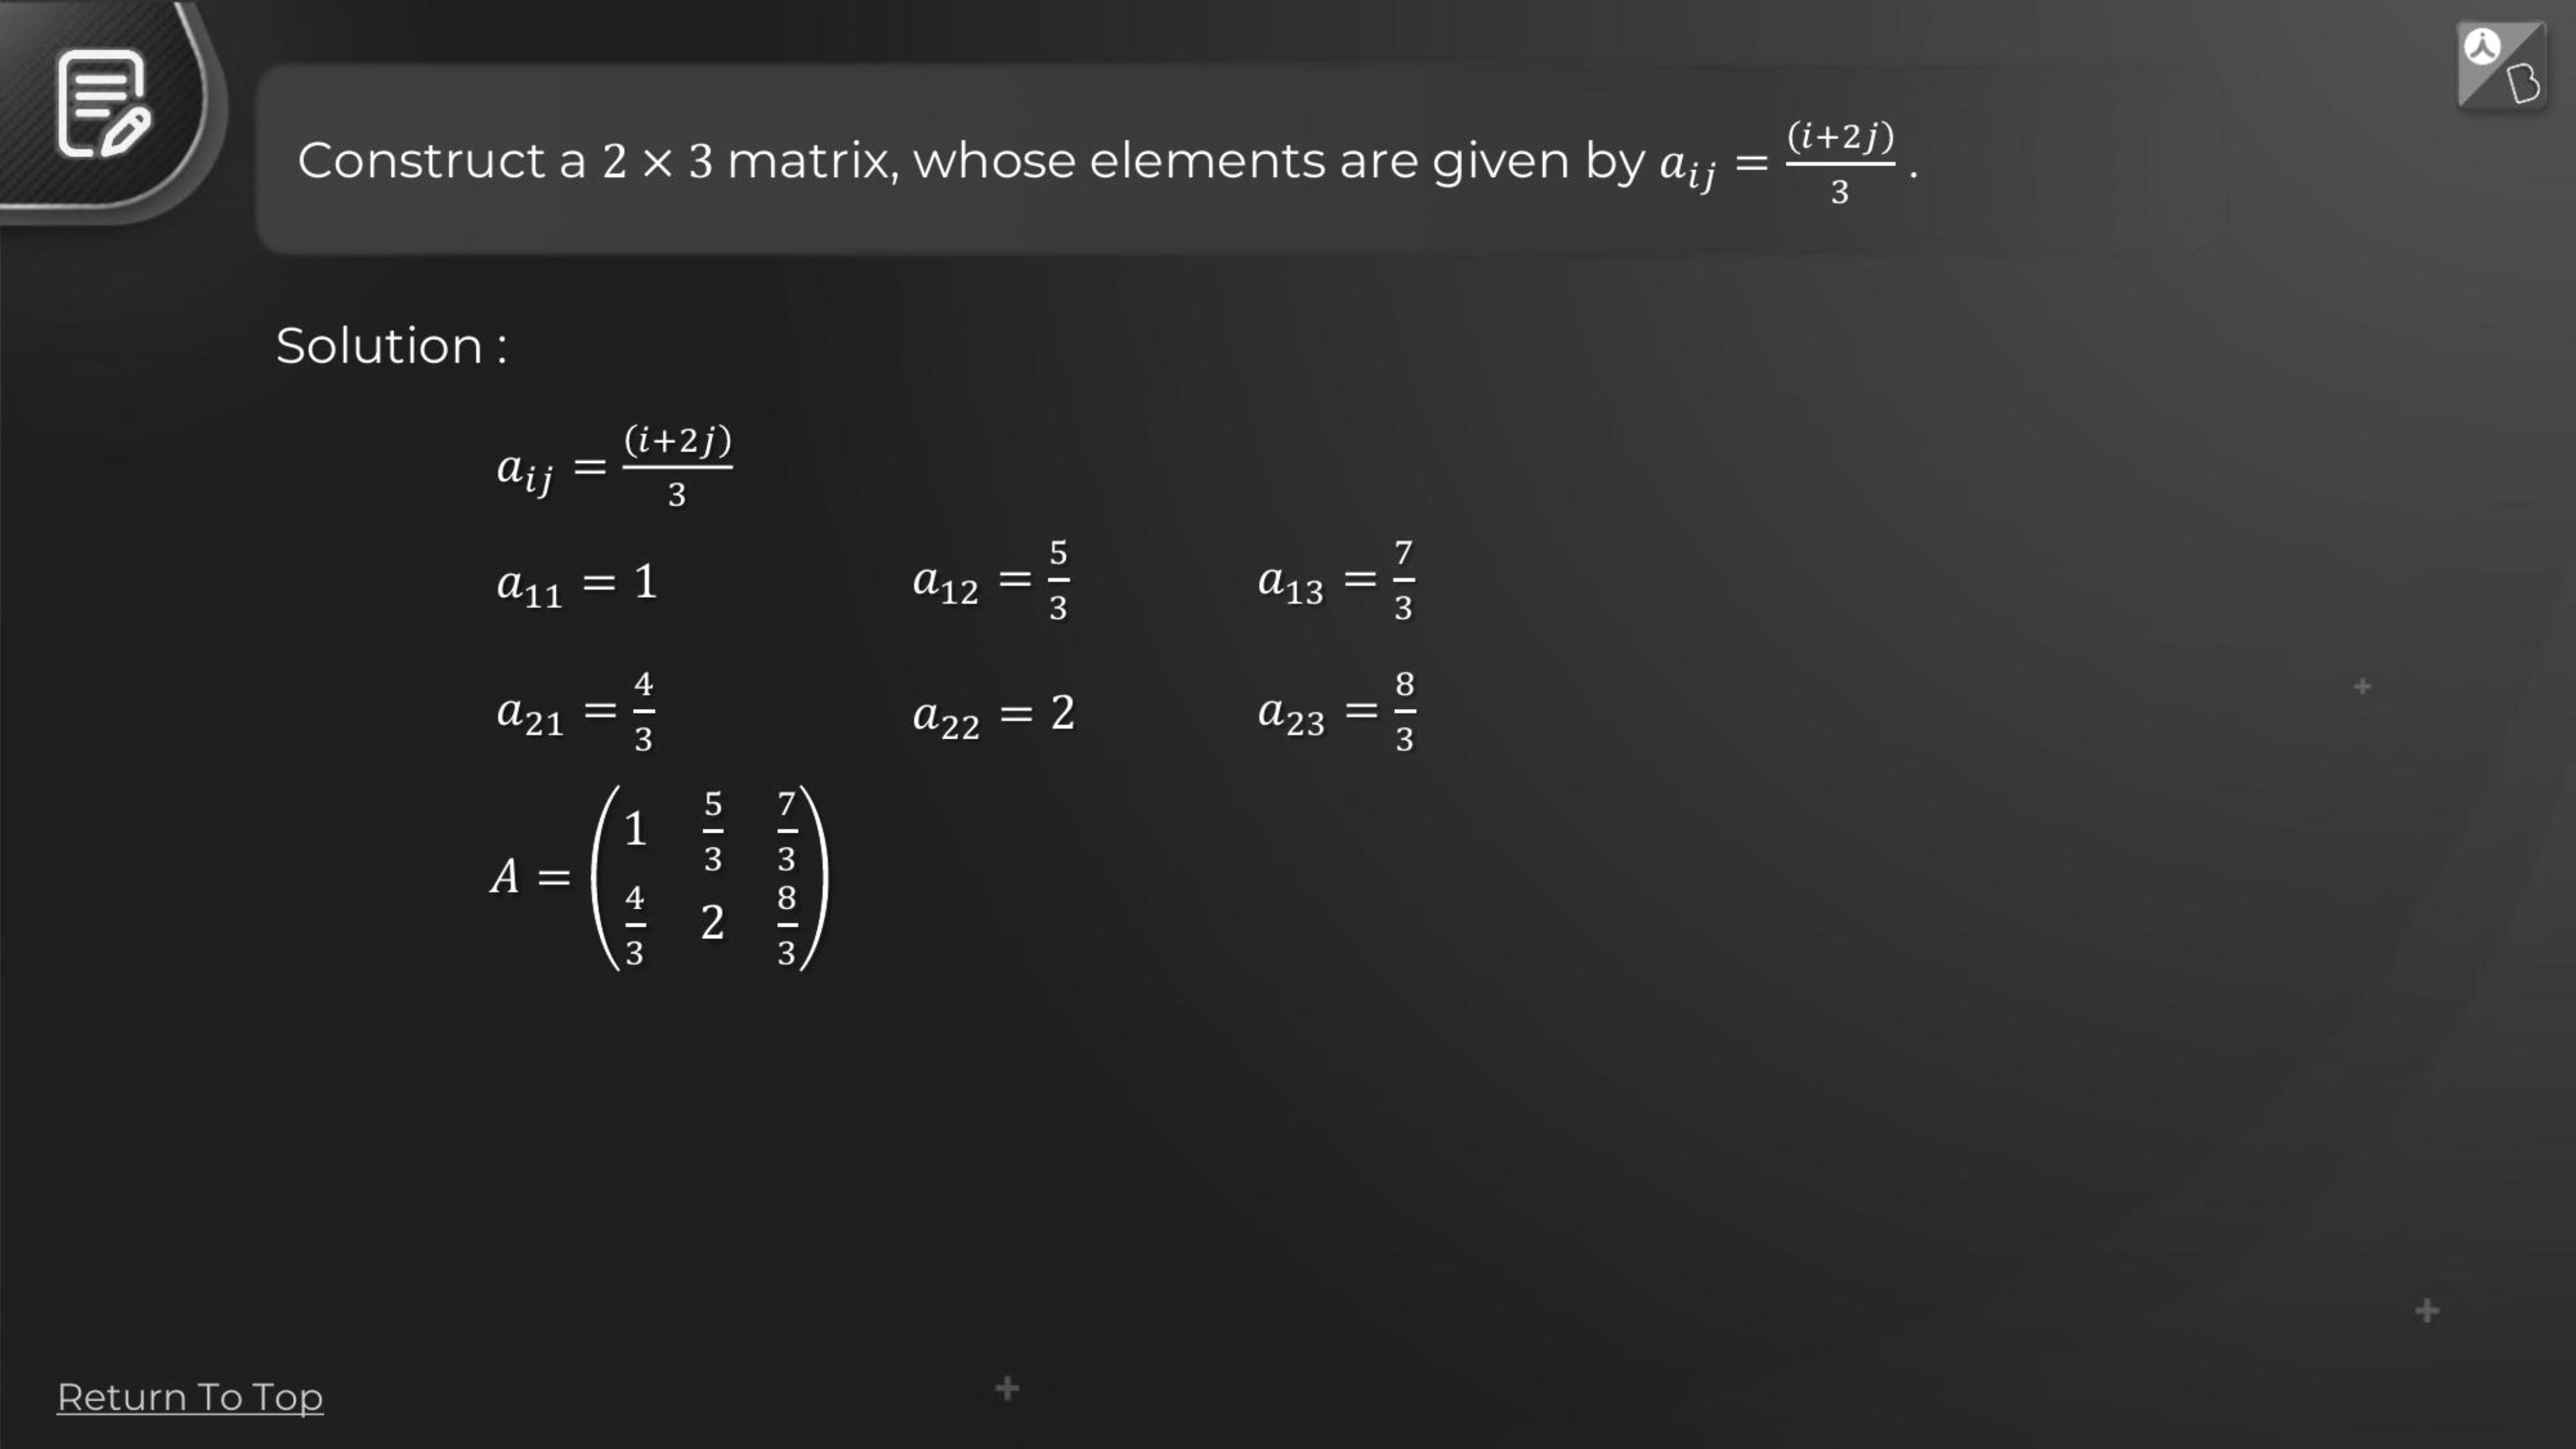 Construct a 2 × 3 matrix, whose elements are given by $a_{ij} = \frac{(i+2j)}{3}$ .
Solution :
$a_{ij} = \frac{(i+2j)}{3}$
$a_{11} = 1$ $a_{12} = \frac{5}{3}$ $a_{13} = \frac{7}{3}$
$a_{21} = \frac{4}{3}$ $a_{22} = 2$ $a_{23} = \frac{8}{3}$
$A = \begin{pmatrix} 1 & \frac{5}{3} & \frac{7}{3} \\ \frac{4}{3} & 2 & \frac{8}{3} \end{pmatrix}$
Return To Top